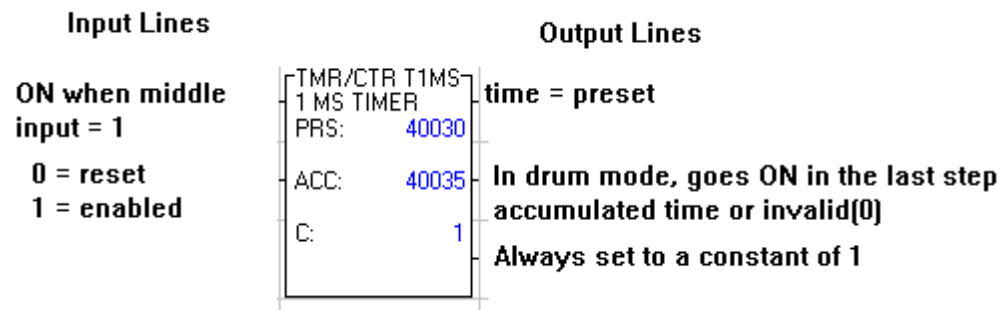 Input Lines
Output Lines
ON when middle
input = 1
0 = reset
1 = enabled
TMR/CTR T1MS
1 MS TIMER
PRS: 40030
ACC: 40035
C: 1
time = preset
In drum mode, goes ON in the last step
accumulated time or invalid(0)
Always set to a constant of 1